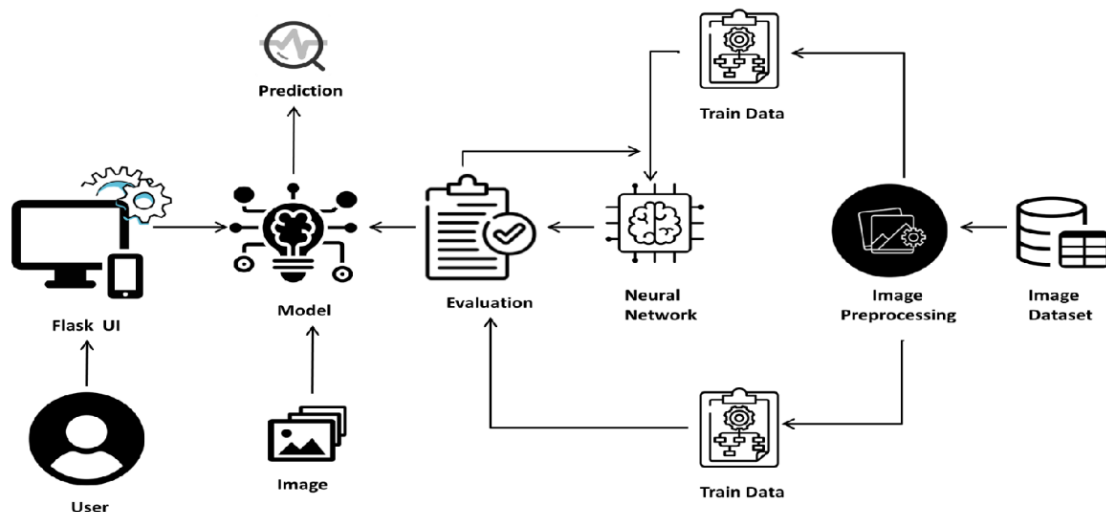 Prediction
Train Data
Flask UI
Model
Evaluation
Neural
Network
Image
Preprocessing
Image
Dataset
User
Image
Train Data